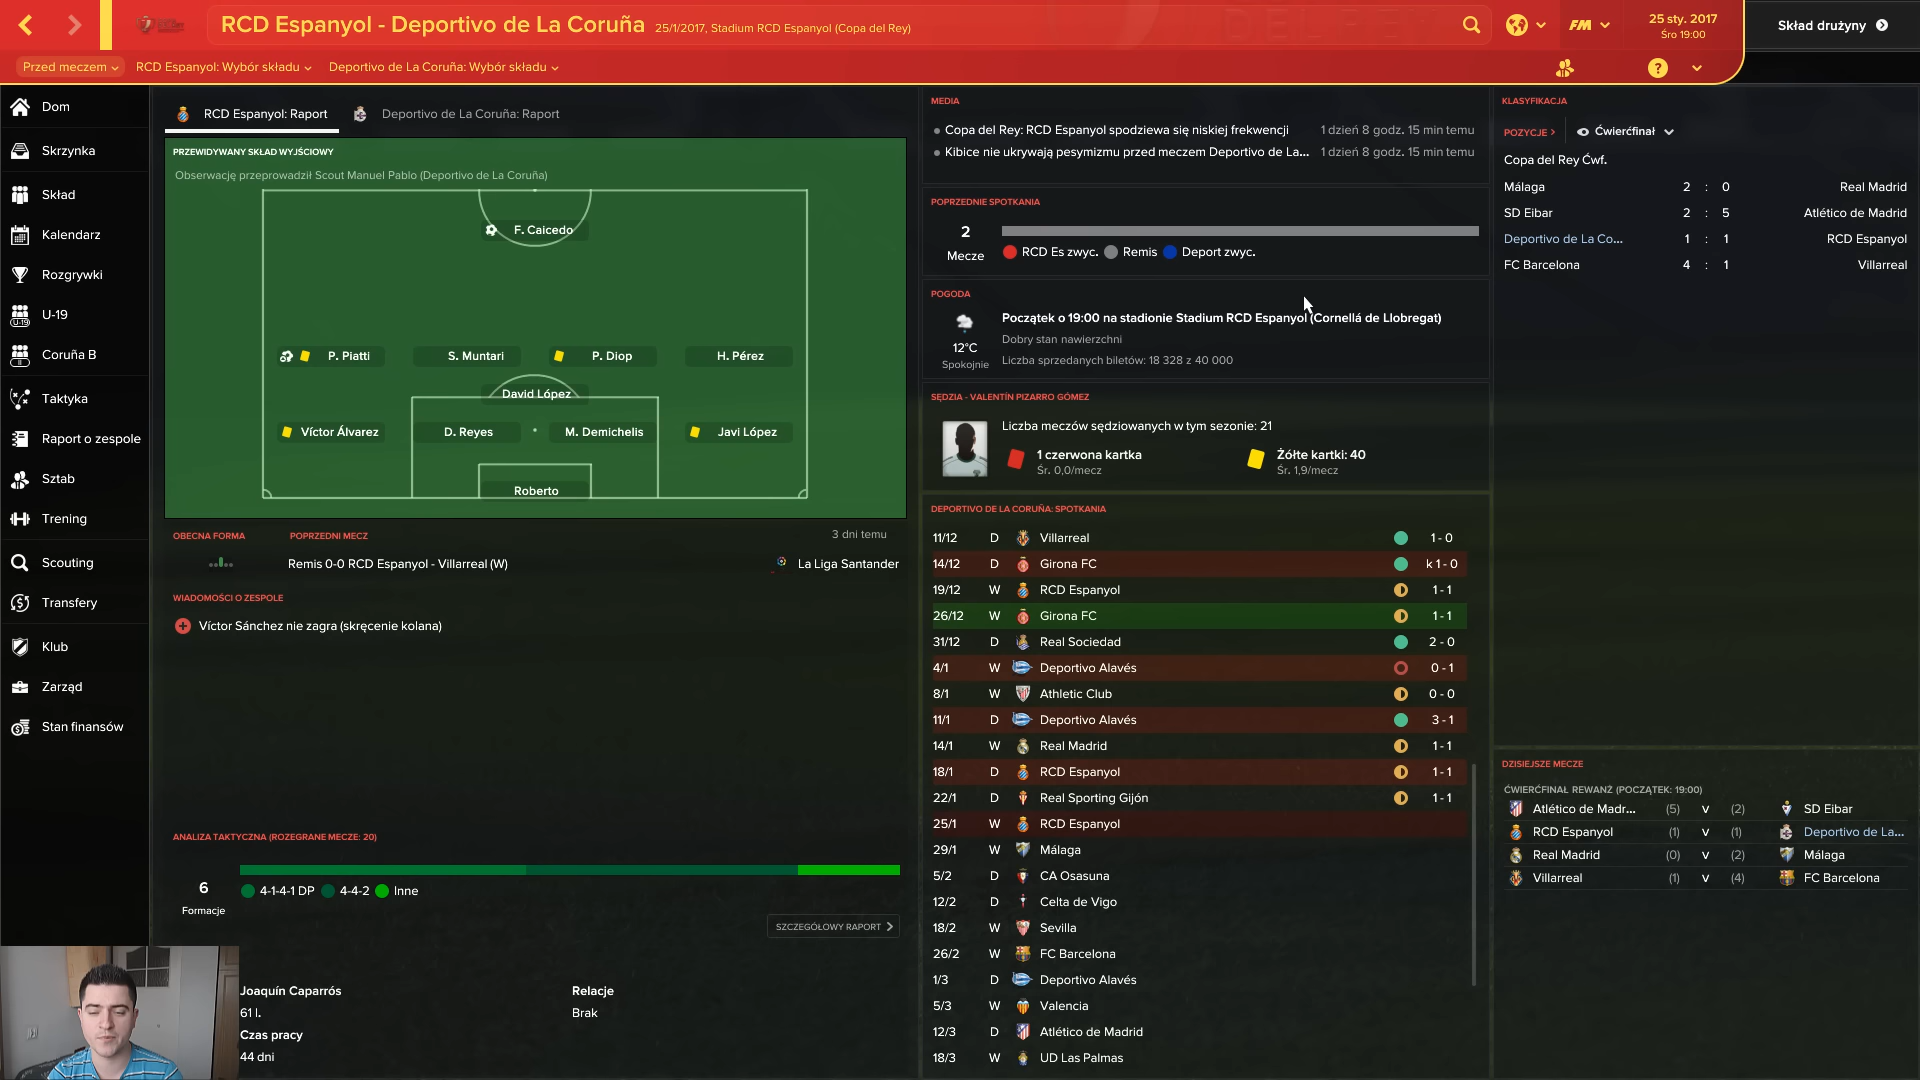 RCD Espanyol - Deportivo de La Coruña 25/1/2017, Stadium RCD Espanyol (Copa del Rey)
FM
25 sty. 2017
Śro 19:00
Skład drużyny
Przed meczem
RCD Espanyol: Wybór składu
Deportivo de La Coruña: Wybór składu
?
Dom
Skrzynka
Skład
Kalendarz
Rozgrywki
U-19
Coruña B
Taktyka
Raport o zespole
Sztab
Trening
Scouting
Transfery
Klub
Zarząd
Stan finansów
RCD Espanyol: Raport
Deportivo de La Coruña: Raport
PRZEWIDYWANY SKŁAD WYJŚCIOWY
Obserwację przeprowadził Scout Manuel Pablo (Deportivo de La Coruña)
F. Caicedo
P. Piatti
S. Muntari
P. Diop
H. Pérez
David López
Víctor Álvarez
D. Reyes
M. Demichelis
Javi López
Roberto
OBECNA FORMA
POPRZEDNI MECZ
3 dni temu
Remis 0-0 RCD Espanyol - Villarreal (W)
La Liga Santander
WIADOMOŚCI O ZESPOLE
Víctor Sánchez nie zagra (skręcenie kolana)
ANALIZA TAKTYCZNA (ROZEGRANE MECZE: 20)
6
Formacje
4-1-4-1 DP
4-4-2
Inne
SZCZEGÓŁOWY RAPORT
Joaquín Caparrós
61 l.
Czas pracy
44 dni
Relacje
Brak
MEDIA
Copa del Rey: RCD Espanyol spodziewa się niskiej frekwencji 1 dzień 8 godz. 15 min temu
Kibice nie ukrywają pesymizmu przed meczem Deportivo de La... 1 dzień 8 godz. 15 min temu
POPRZEDNIE SPOTKANIA
2
Mecze
RCD Es zwyc.
Remis
Deport zwyc.
POGODA
12°C
Spokojnie
Początek o 19:00 na stadionie Stadium RCD Espanyol (Cornellá de Llobregat)
Dobry stan nawierzchni
Liczba sprzedanych biletów: 18 328 z 40 000
SĘDZIA - VALENTÍN PIZARRO GÓMEZ
Liczba meczów sędziowanych w tym sezonie: 21
1 czerwona kartka
Śr. 0,0/mecz
Żółte kartki: 40
Śr. 1,9/mecz
DEPORTIVO DE LA CORUÑA: SPOTKANIA
11/12 D Villarreal 1 - 0
14/12 D Girona FC k 1 - 0
19/12 W RCD Espanyol 1 - 1
26/12 W Girona FC 1 - 1
31/12 D Real Sociedad 2 - 0
4/1 W Deportivo Alavés 0 - 1
8/1 W Athletic Club 0 - 0
11/1 D Deportivo Alavés 3 - 1
14/1 W Real Madrid 1 - 1
18/1 D RCD Espanyol 1 - 1
22/1 D Real Sporting Gijón 1 - 1
25/1 W RCD Espanyol
29/1 W Málaga
5/2 D CA Osasuna
12/2 D Celta de Vigo
18/2 W Sevilla
26/2 W FC Barcelona
1/3 D Deportivo Alavés
5/3 W Valencia
12/3 D Atlético de Madrid
18/3 W UD Las Palmas
KLASYFIKACJA
POZYCJE >
Ćwierćfinał
Copa del Rey Ćwf.
Málaga 2 : 0 Real Madrid
SD Eibar 2 : 5 Atlético de Madrid
Deportivo de La Co... 1 : 1 RCD Espanyol
FC Barcelona 4 : 1 Villarreal
DZISIEJSZE MECZE
ĆWIERĆFINAŁ REWANŻ (POCZĄTEK: 19:00)
Atlético de Madr... (5) v (2) SD Eibar
RCD Espanyol (1) v (1) Deportivo de La...
Real Madrid (0) v (2) Málaga
Villarreal (1) v (4) FC Barcelona